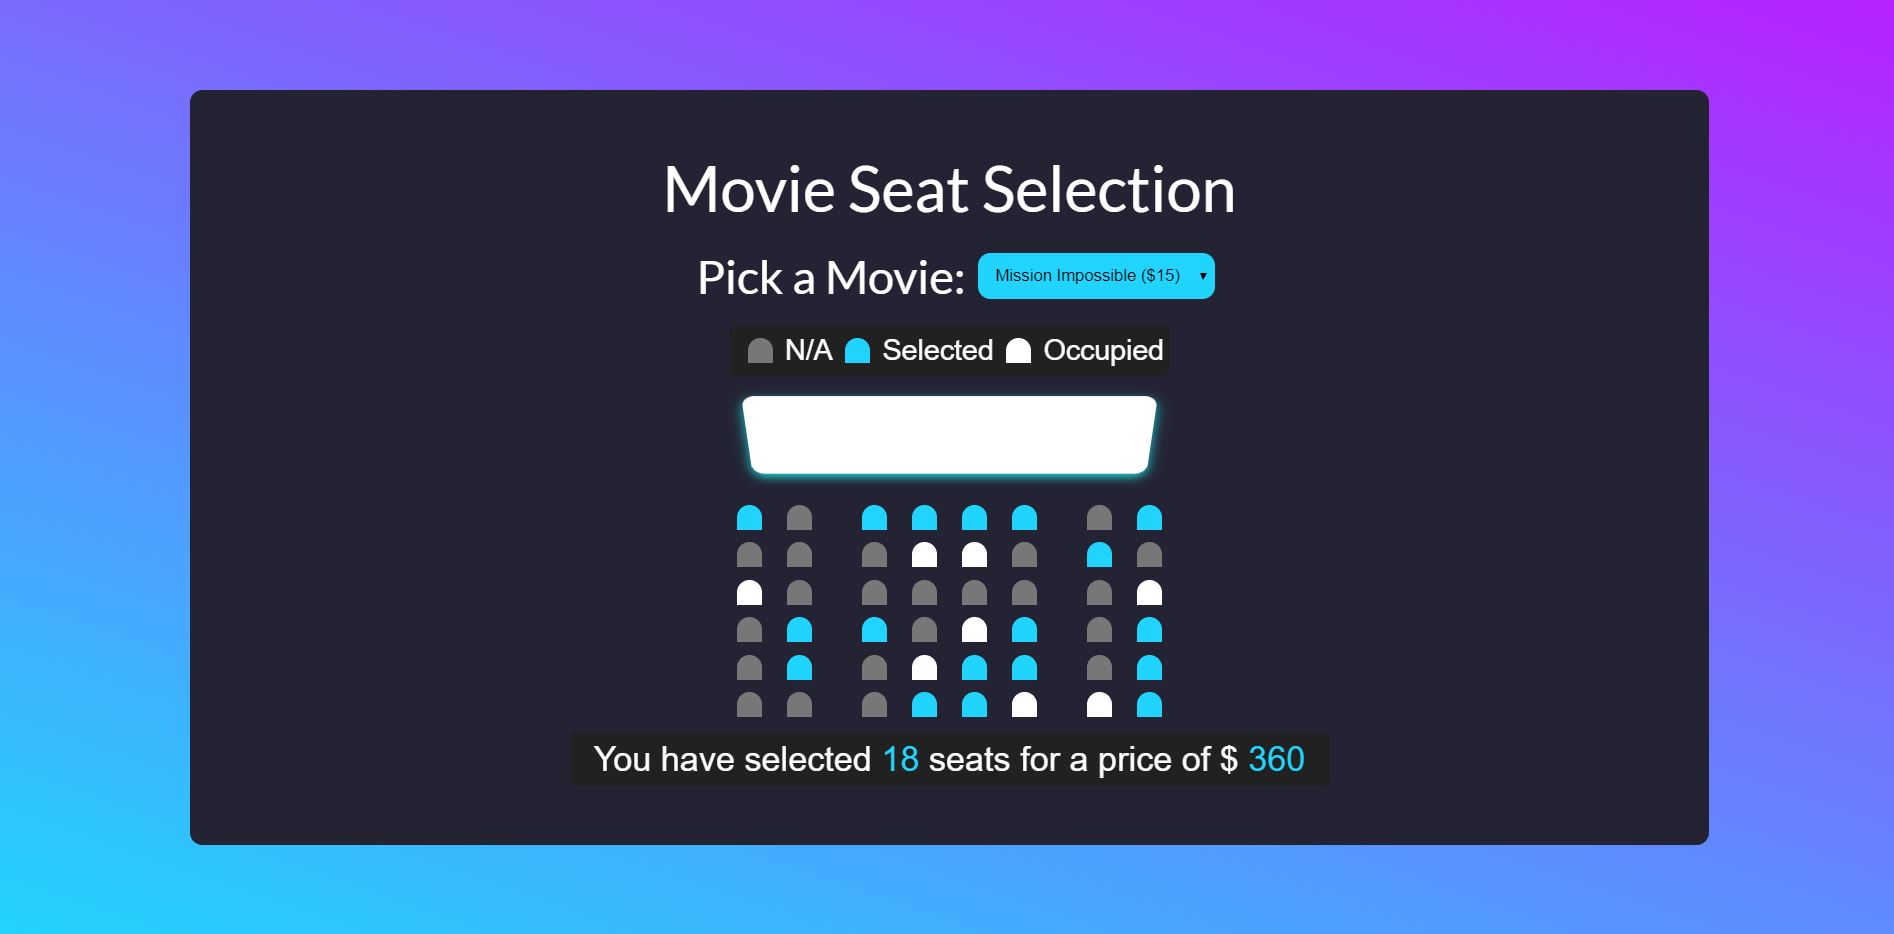 Movie Seat Selection
Pick a Movie: Mission Impossible ($15)
N/A Selected Occupied
You have selected 18 seats for a price of $ 360